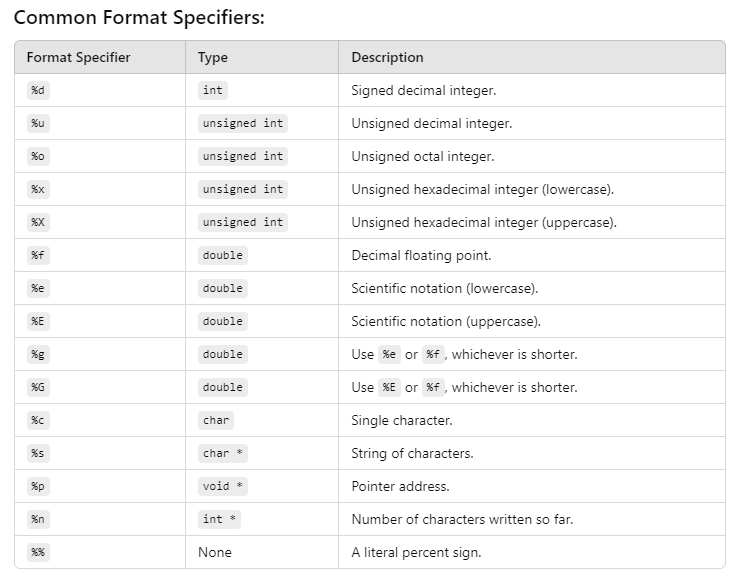 Common Format Specifiers:
Format Specifier Type Description
%d int Signed decimal integer.
%u unsigned int Unsigned decimal integer.
%o unsigned int Unsigned octal integer.
%x unsigned int Unsigned hexadecimal integer (lowercase).
%X unsigned int Unsigned hexadecimal integer (uppercase).
%f double Decimal floating point.
%e double Scientific notation (lowercase).
%E double Scientific notation (uppercase).
%g double Use %e or %f, whichever is shorter.
%G double Use %E or %f, whichever is shorter.
%c char Single character.
%s char * String of characters.
%p void * Pointer address.
%n int * Number of characters written so far.
%% None A literal percent sign.